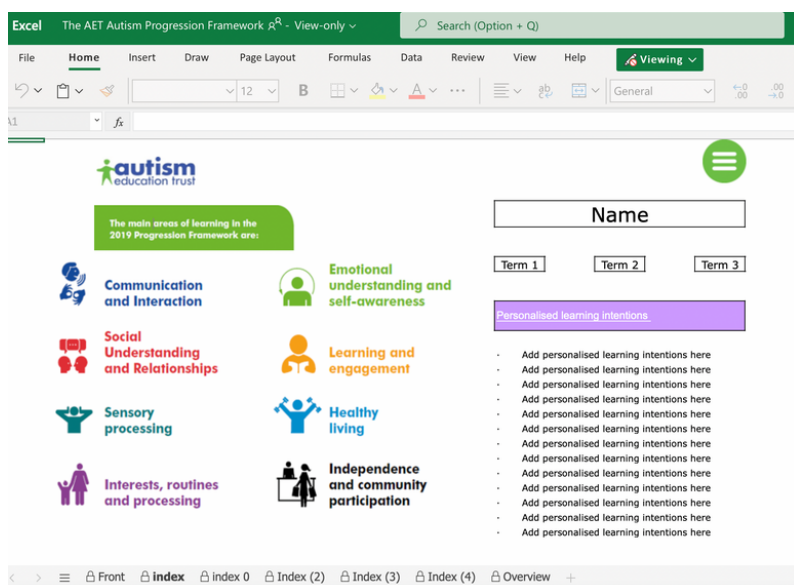 Excel The AET Autism Progression Framework - View-only Search (Option + Q)
File Home Insert Draw Page Layout Formulas Data Review View Help Viewing
12 B A General
A1 fx
autism
education trust
The main areas of learning in the
2019 Progression Framework are:
Communication
and Interaction
Emotional
understanding and
self-awareness
Social
Understanding
and Relationships
Learning and
engagement
Sensory
processing
Healthy
living
Interests, routines
and processing
Independence
and community
participation
Name
Term 1 Term 2 Term 3
Personalised learning intentions
· Add personalised learning intentions here
· Add personalised learning intentions here
· Add personalised learning intentions here
· Add personalised learning intentions here
· Add personalised learning intentions here
· Add personalised learning intentions here
· Add personalised learning intentions here
· Add personalised learning intentions here
· Add personalised learning intentions here
· Add personalised learning intentions here
· Add personalised learning intentions here
· Add personalised learning intentions here
· Add personalised learning intentions here
Front index index 0 Index (2) Index (3) Index (4) Overview